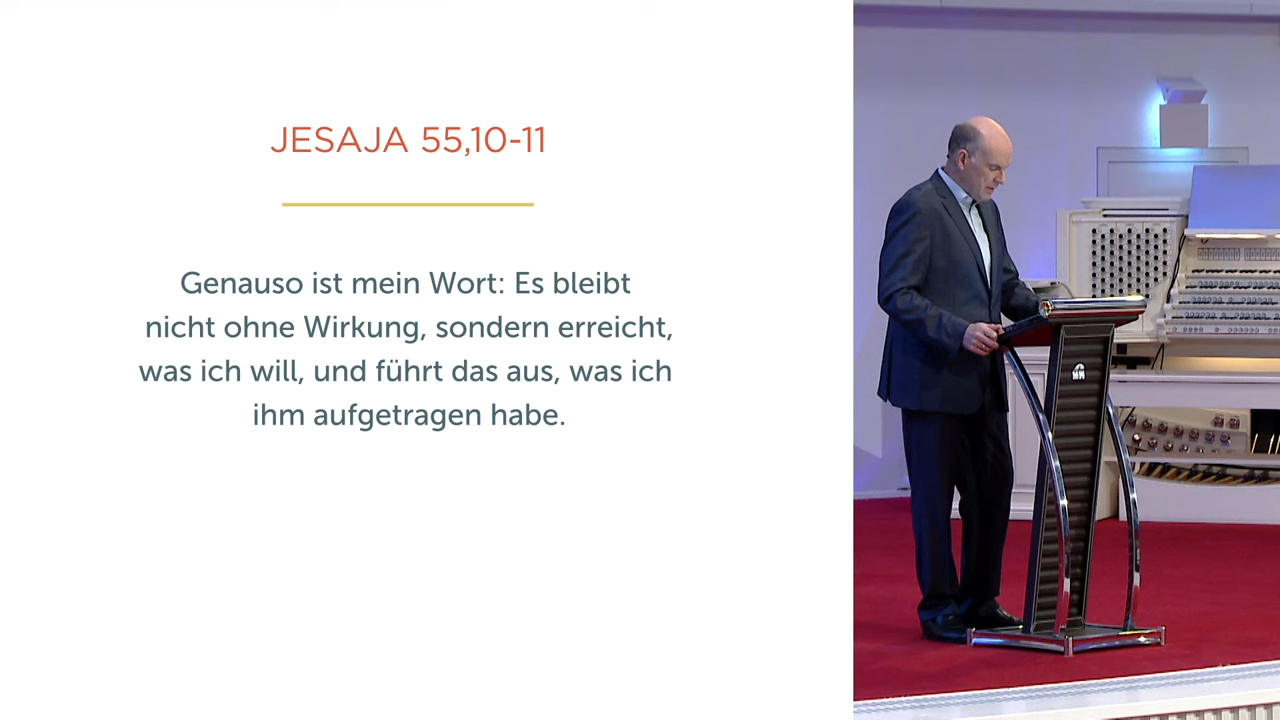 JESAJA 55,10-11
Genauso ist mein Wort: Es bleibt
nicht ohne Wirkung, sondern erreicht,
was ich will, und führt das aus, was ich
ihm aufgetragen habe.